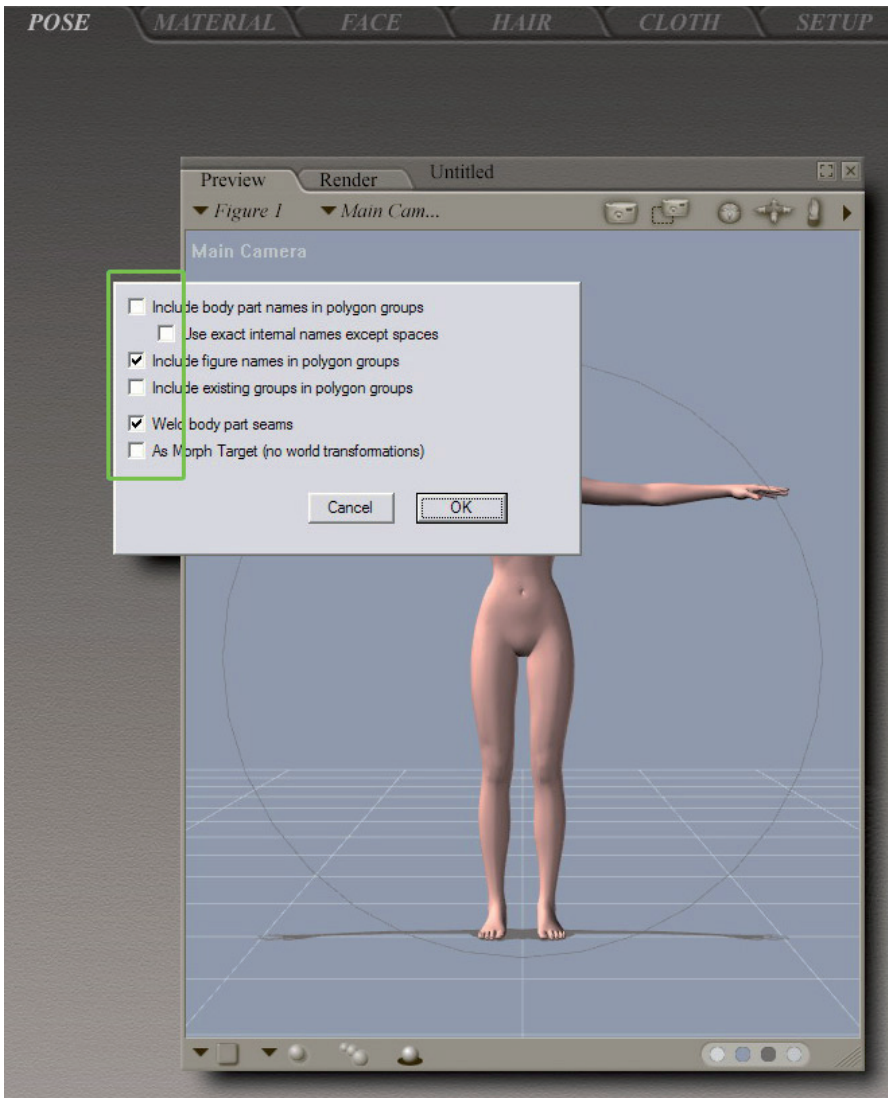 POSE MATERIAL FACE HAIR CLOTH SETUP
Untitled
Preview Render
Figure 1 Main Cam...
Main Camera
Include body part names in polygon groups
Use exact internal names except spaces
Include figure names in polygon groups
Include existing groups in polygon groups
Weld body part seams
As Morph Target (no world transformations)
Cancel OK